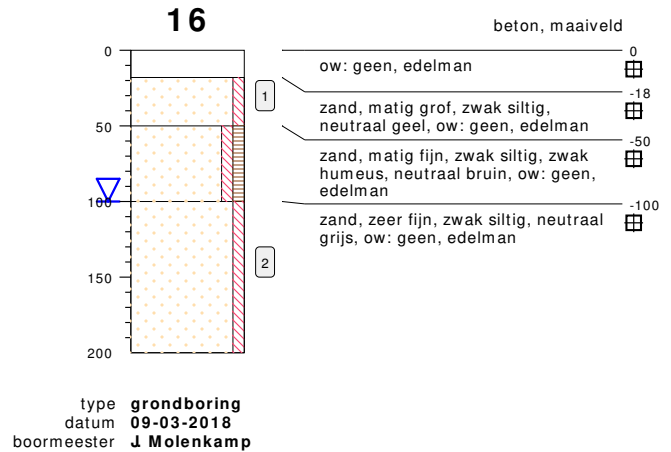 16
beton, maaiveld
0
50
100
150
200
1
2
0
ow: geen, edelman
-18
zand, matig grof, zwak siltig,
neutraal geel, ow: geen, edelman
-50
zand, matig fijn, zwak siltig, zwak
humeus, neutraal bruin, ow: geen,
edelman
-100
zand, zeer fijn, zwak siltig, neutraal
grijs, ow: geen, edelman
type grondboring
datum 09-03-2018
boormeester J. Molenkamp